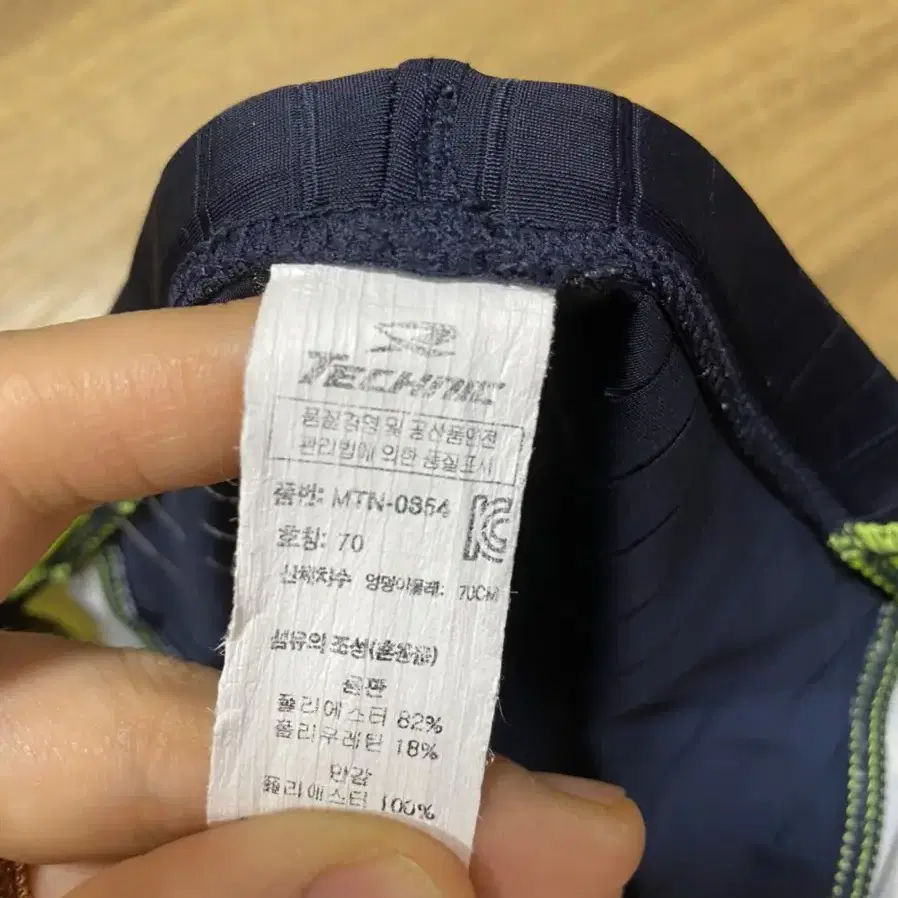 TECHNIC
품질경영 및 공산품안전
관리법에 의한 품질표시
품번: MTN-0354
호칭: 70
신체치수 엉덩이둘레: 70CM
섬유의 조성(혼용율)
겉판
폴리에스터 82%
폴리우레탄 18%
안감
폴리에스터 100%